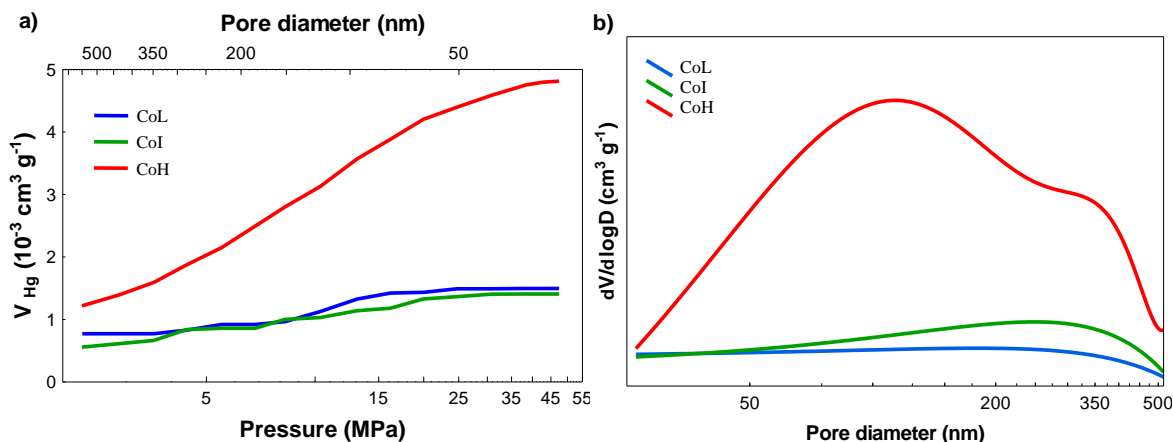 a)
Pore diameter (nm)
500 350 200 50
5
4
3
2
1
0
V Hg (10-3 cm3 g-1)
CoL
CoI
CoH
5 15 25 35 45 55
Pressure (MPa)
b)
dV/dlogD (cm3 g-1)
CoL
CoI
CoH
50 200 350 500
Pore diameter (nm)